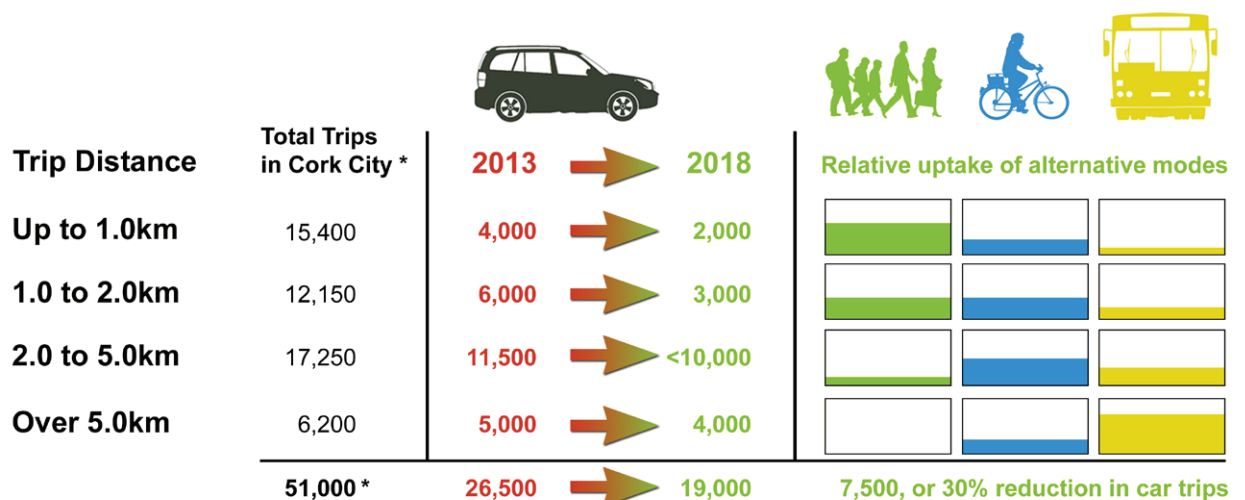 Total Trips
Trip Distance in Cork City * 2013 2018 Relative uptake of alternative modes
Up to 1.0km 15,400 4,000 2,000
1.0 to 2.0km 12,150 6,000 3,000
2.0 to 5.0km 17,250 11,500 <10,000
Over 5.0km 6,200 5,000 4,000
51,000 * 26,500 19,000 7,500, or 30% reduction in car trips